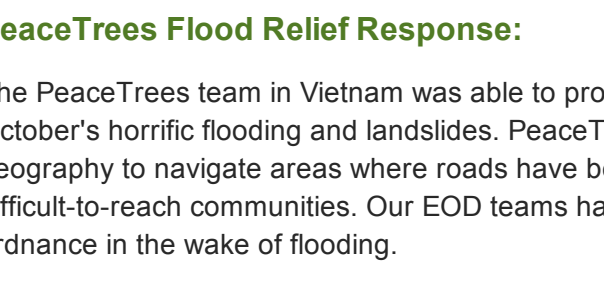 eaceTrees Flood Relief Response:
he PeaceTrees team in Vietnam was able to pro
ctober's horrific flooding and landslides. PeaceT
eography to navigate areas where roads have b
fficult-to-reach communities. Our EOD teams ha
rdnance in the wake of flooding.